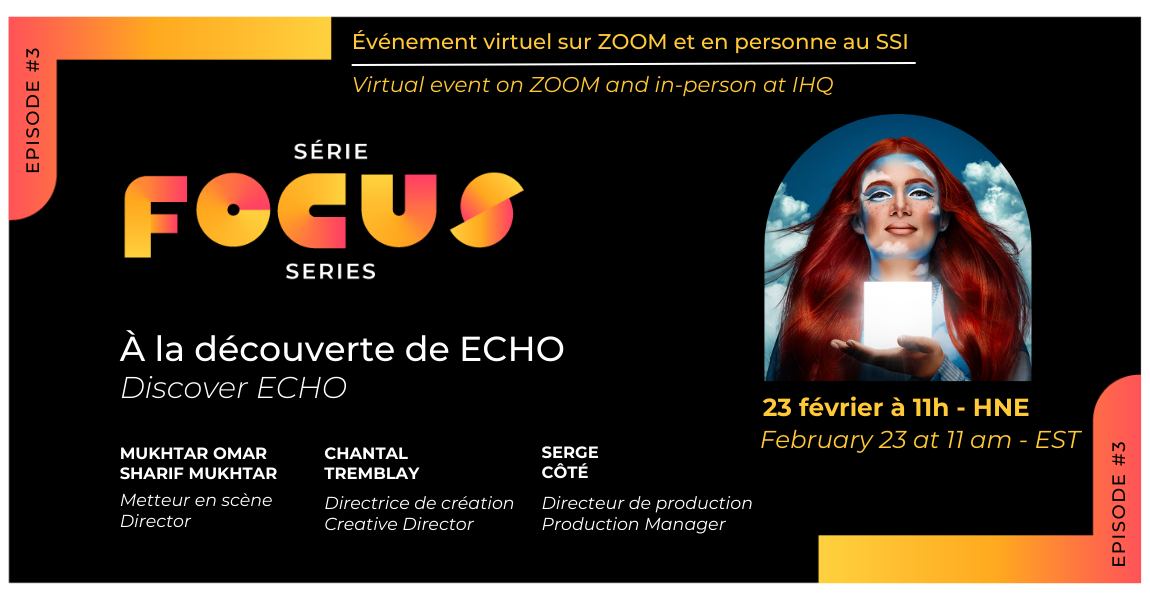 EPISODE #3
Événement virtuel sur ZOOM et en personne au SSI
Virtual event on ZOOM and in-person at IHQ
SÉRIE
FOCUS
SERIES
À la découverte de ECHO
Discover ECHO
MUKHTAR OMAR
SHARIF MUKHTAR
Metteur en scène
Director
CHANTAL
TREMBLAY
Directrice de création
Creative Director
SERGE
CÔTÉ
Directeur de production
Production Manager
23 février à 11h - HNE
February 23 at 11 am - EST
EPISODE #3